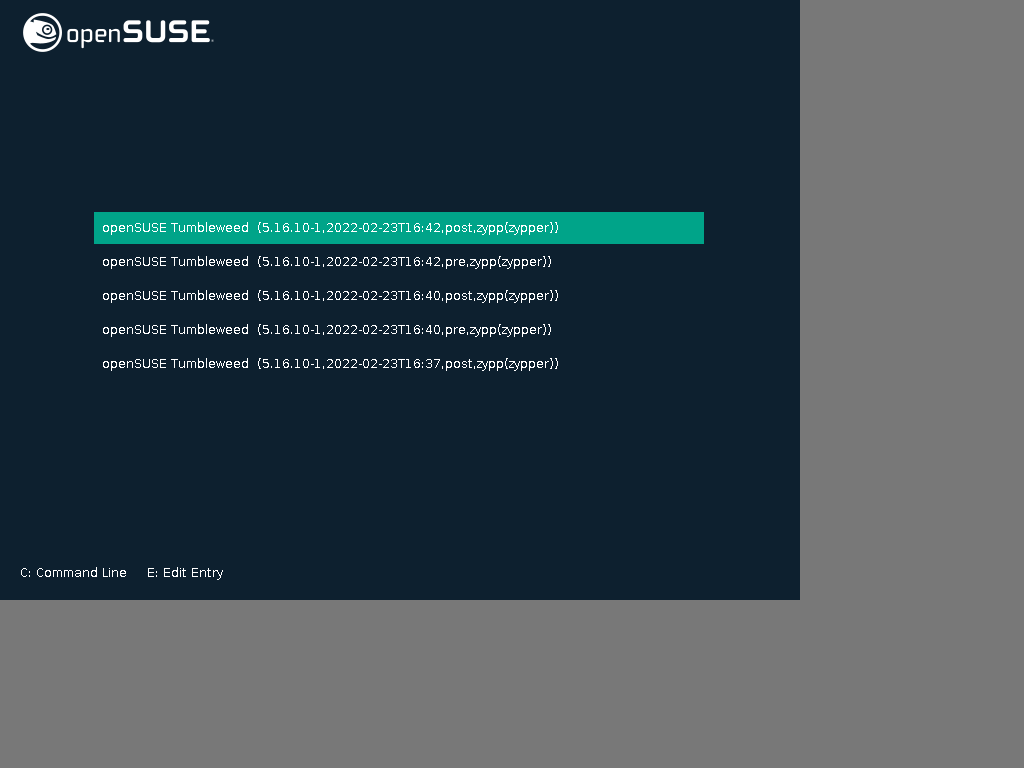 openSUSE.
openSUSE Tumbleweed  (5.16.10-1,2022-02-23T16:42,post,zypp(zypper))
openSUSE Tumbleweed  (5.16.10-1,2022-02-23T16:42,pre,zypp(zypper))
openSUSE Tumbleweed  (5.16.10-1,2022-02-23T16:40,post,zypp(zypper))
openSUSE Tumbleweed  (5.16.10-1,2022-02-23T16:40,pre,zypp(zypper))
openSUSE Tumbleweed  (5.16.10-1,2022-02-23T16:37,post,zypp(zypper))
C: Command Line E: Edit Entry